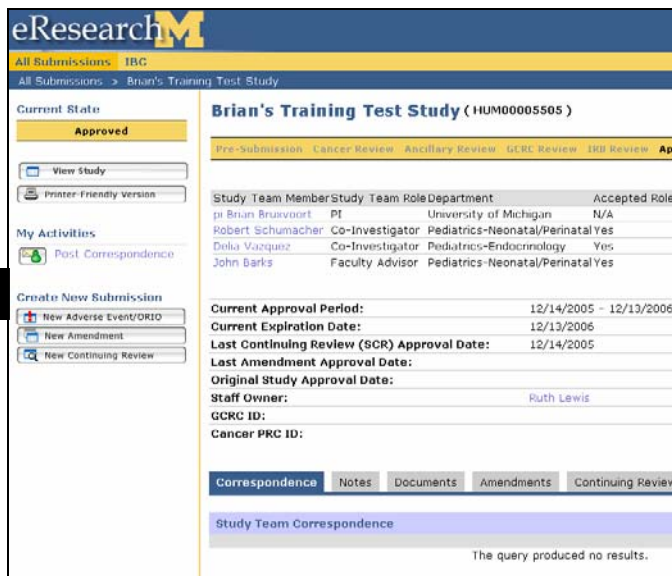 eResearch M
All Submissions IBC
All Submissions > Brian's Training Test Study
Current State
Approved
View Study
Printer-Friendly Version
My Activities
Post Correspondence
Create New Submission
New Adverse Event/ORIO
New Amendment
New Continuing Review
Brian's Training Test Study ( HUM00005505 )
Pre-Submission Cancer Review Ancillary Review GCRC Review IRB Review Ap
Study Team Member Study Team Role Department Accepted Role
pi Brian Bruxvoort PI University of Michigan N/A
Robert Schumacher Co-Investigator Pediatrics-Neonatal/Perinatal Yes
Delia Vazquez Co-Investigator Pediatrics-Endocrinology Yes
John Barks Faculty Advisor Pediatrics-Neonatal/Perinatal Yes
Current Approval Period: 12/14/2005 - 12/13/2006
Current Expiration Date: 12/13/2006
Last Continuing Review (SCR) Approval Date: 12/14/2005
Last Amendment Approval Date:
Original Study Approval Date:
Staff Owner: Ruth Lewis
GCRC ID:
Cancer PRC ID:
Correspondence Notes Documents Amendments Continuing Review
Study Team Correspondence
The query produced no results.